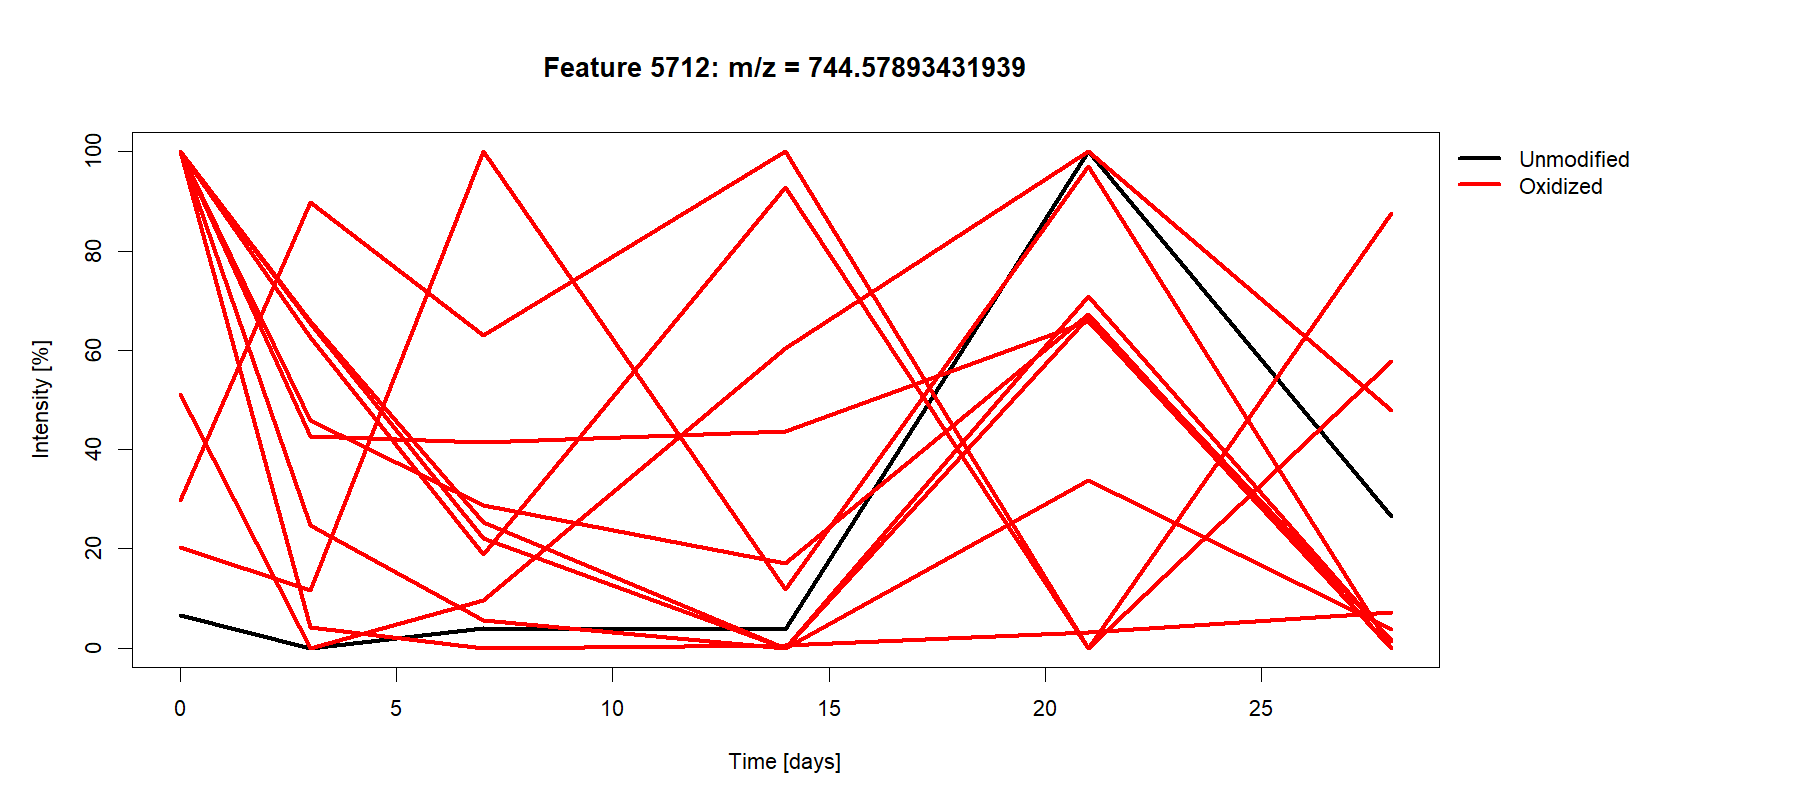 Feature 5712: m/z = 744.57893431939
Unmodified
Oxidized
Intensity [%]
100
80
60
40
20
0
0 5 10 15 20 25
Time [days]